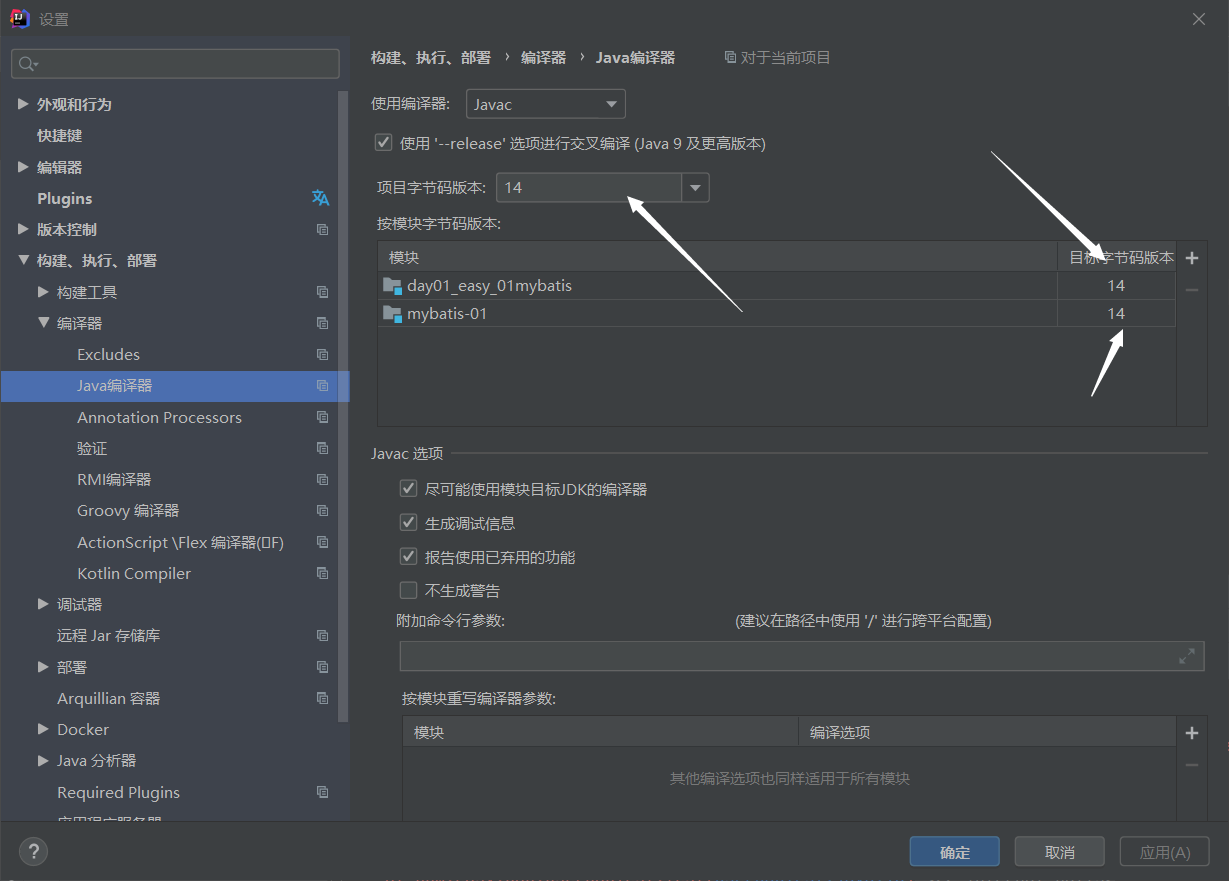 设置
构建、执行、部署 › 编译器 › Java编译器 对于当前项目
外观和行为
快捷键
编辑器
Plugins
版本控制
构建、执行、部署
构建工具
编译器
Excludes
Java编译器
Annotation Processors
验证
RMI编译器
Groovy 编译器
ActionScript \Flex 编译器(▯F)
Kotlin Compiler
调试器
远程 Jar 存储库
部署
Arquillian 容器
Docker
Java 分析器
Required Plugins
应用程序服务器
使用编译器: Javac
使用 '--release' 选项进行交叉编译 (Java 9 及更高版本)
项目字节码版本: 14
按模块字节码版本:
模块 目标字节码版本
day01_easy_01mybatis 14
mybatis-01 14
Javac 选项
尽可能使用模块目标JDK的编译器
生成调试信息
报告使用已弃用的功能
不生成警告
附加命令行参数: (建议在路径中使用 '/' 进行跨平台配置)
按模块重写编译器参数:
模块 编译选项
其他编译选项也同样适用于所有模块
? 确定 取消 应用(A)